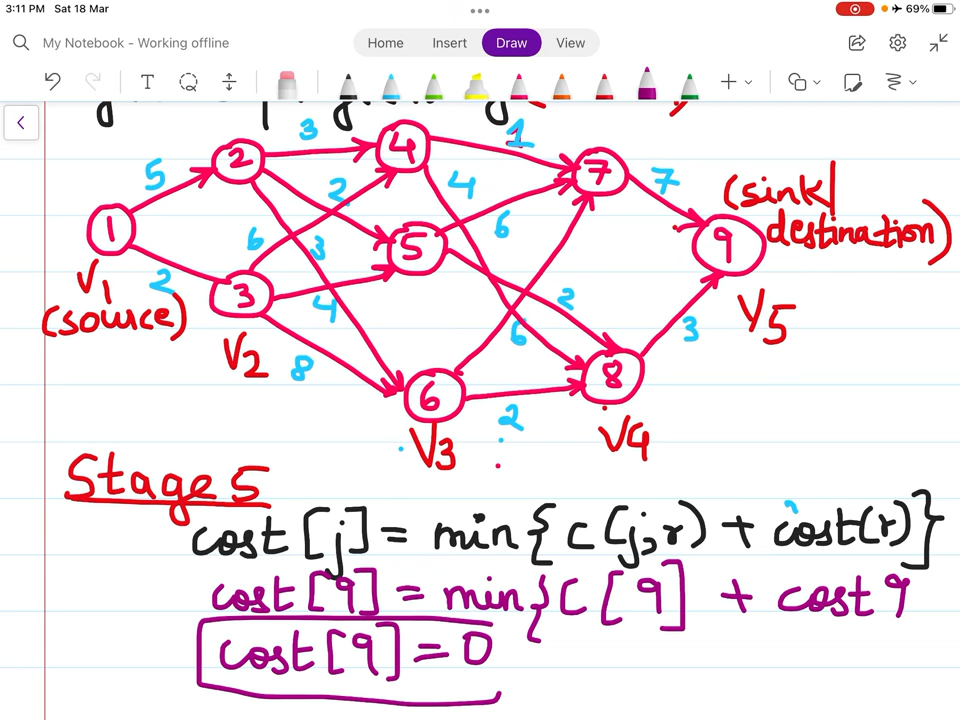 3:11 PM Sat 18 Mar
69%
My Notebook - Working offline
Home Insert Draw View
3
1
2
4
7
5
2
4
7
(sink/
destination)
1
6
3
5
6
9
V1
(source)
2
3
4
2
6
3
V5
V2
8
6
8
2
V3
V4
Stage 5
cost[j] = min{c(j,r) + cost(r)}
cost[9] = min{c[9] + cost 9
cost[9] = 0